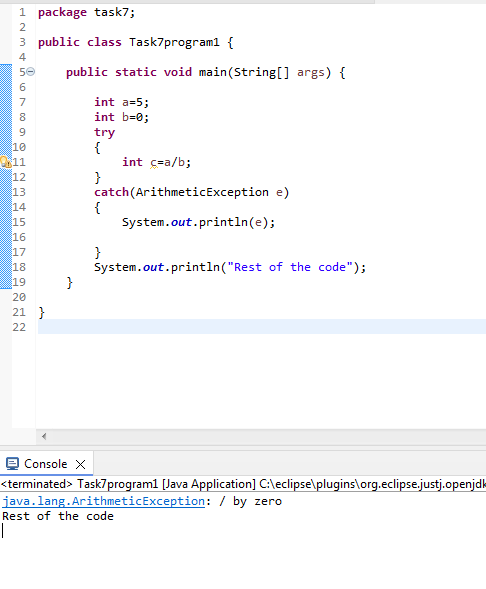 1 package task7;
2
3 public class Task7program1 {
4
5 public static void main(String[] args) {
6
7 int a=5;
8 int b=0;
9 try
10 {
11 int c=a/b;
12 }
13 catch(ArithmeticException e)
14 {
15 System.out.println(e);
16
17 }
18 System.out.println("Rest of the code");
19 }
20
21 }
22
Console
<terminated> Task7program1 [Java Application] C:\eclipse\plugins\org.eclipse.justj.openjdk
java.lang.ArithmeticException: / by zero
Rest of the code